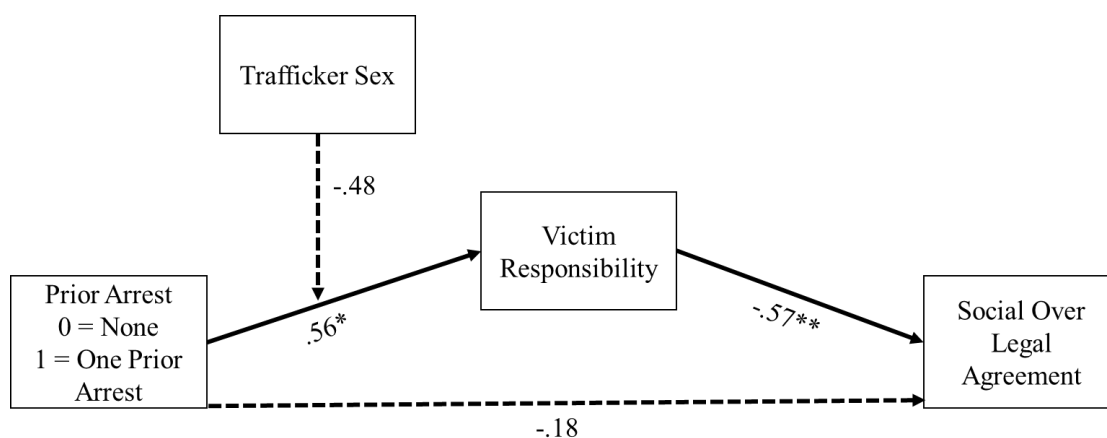 Trafficker Sex
-.48
Victim
Responsibility
Prior Arrest
0 = None
1 = One Prior
Arrest
.56*
-.57**
Social Over
Legal
Agreement
-.18